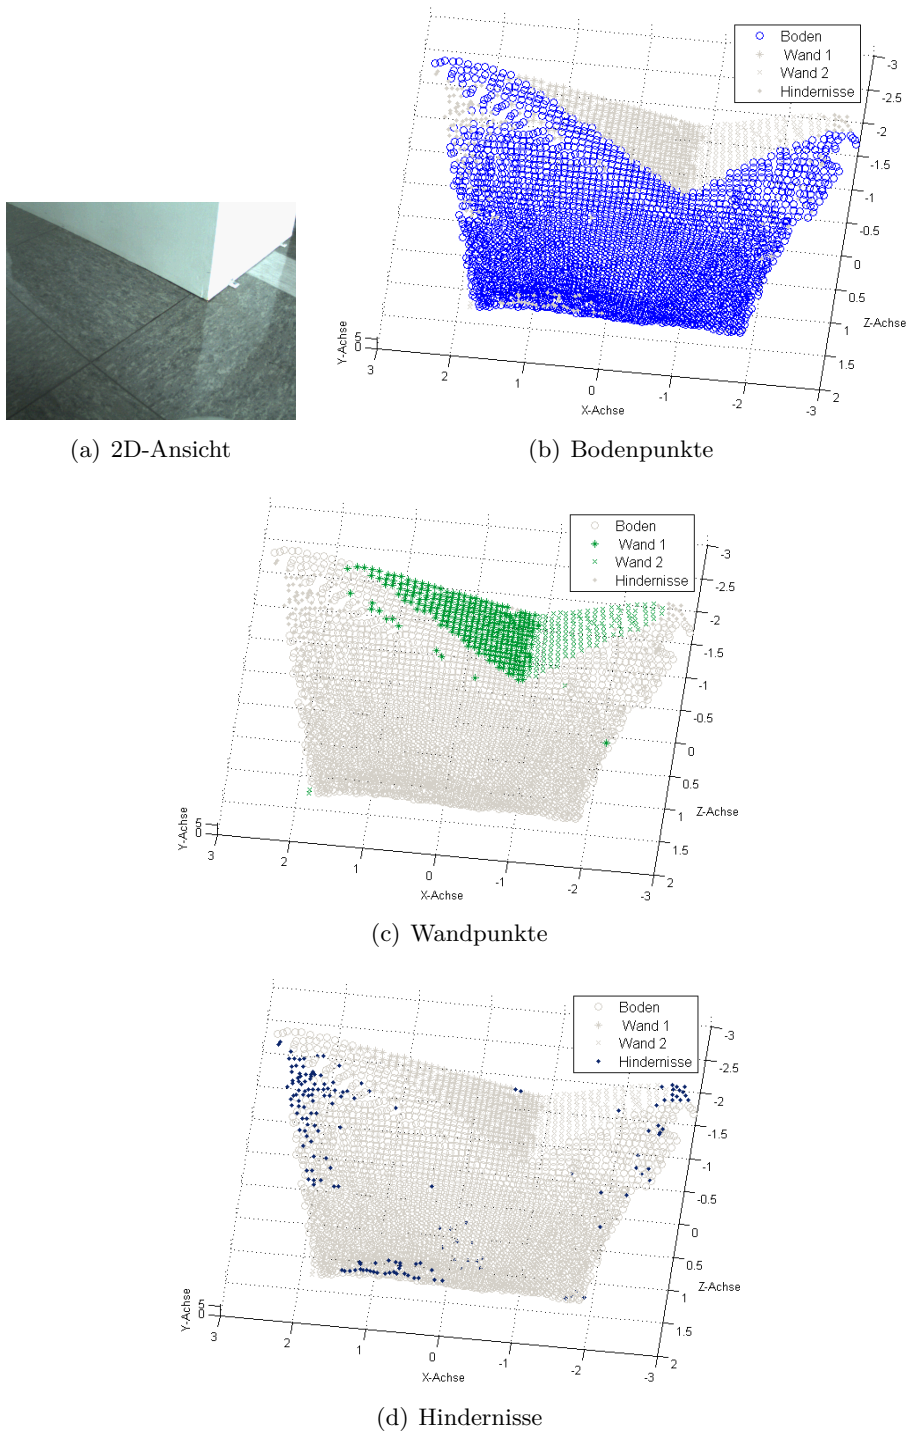 Boden
Wand 1
Wand 2
Hindernisse
-3
-2.5
-2
-1.5
-1
-0.5
0
0.5
1
1.5
2
Z-Achse
Y-Achse
5
0
3
2
1
0
-1
-2
-3
X-Achse
(a) 2D-Ansicht
(b) Bodenpunkte
Boden
Wand 1
Wand 2
Hindernisse
-3
-2.5
-2
-1.5
-1
-0.5
0
0.5
1
1.5
2
Z-Achse
Y-Achse
5
0
3
2
1
0
-1
-2
-3
X-Achse
(c) Wandpunkte
Boden
Wand 1
Wand 2
Hindernisse
-3
-2.5
-2
-1.5
-1
-0.5
0
0.5
1
1.5
2
Z-Achse
Y-Achse
5
0
3
2
1
0
-1
-2
-3
X-Achse
(d) Hindernisse